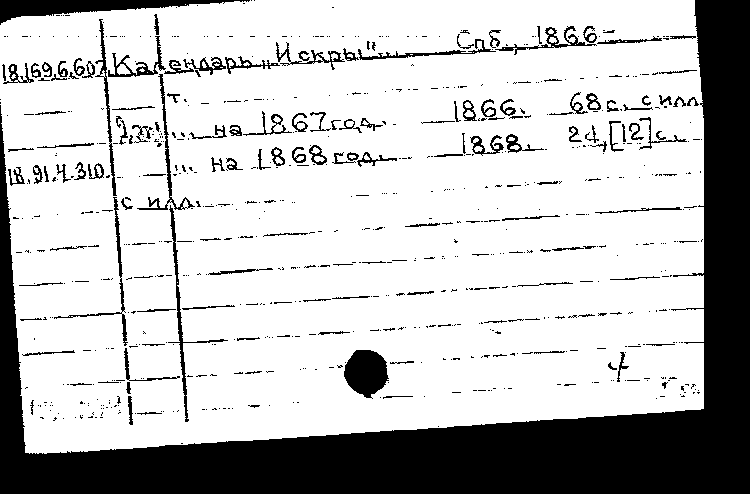 18.169.6.607. Календарь „Искры"... Спб., 1866-
т.
... на 1867 год. 1866. 68 с. с илл.
18.91.4.310. ... на 1868 год. 1868. 24,[12] с.
с илл.
4